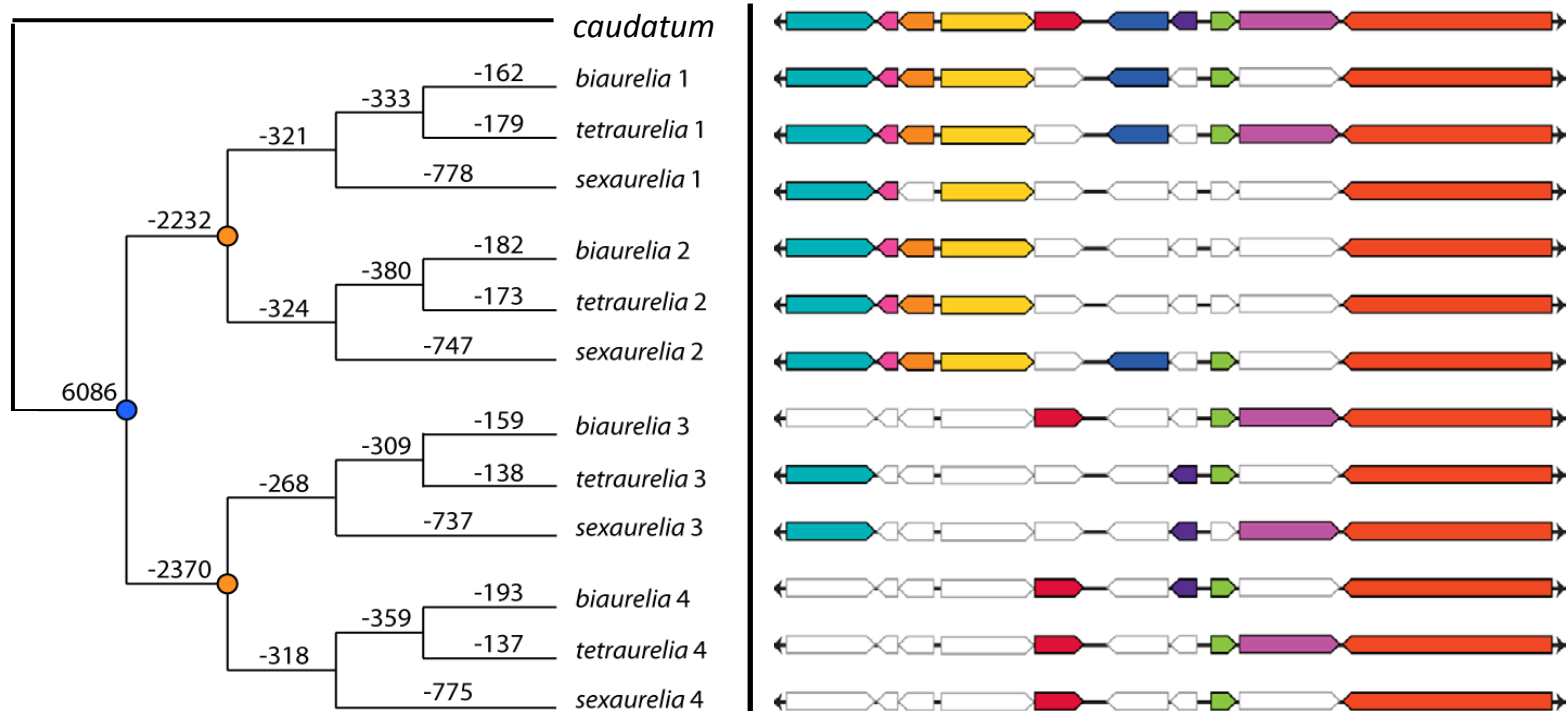 caudatum
-162
biaurelia 1
-333
-179
tetraurelia 1
-321
-778
sexaurelia 1
-2232
-182
biaurelia 2
-380
-173
tetraurelia 2
-324
-747
sexaurelia 2
6086
-159
biaurelia 3
-309
-138
tetraurelia 3
-268
-737
sexaurelia 3
-2370
-193
biaurelia 4
-359
-137
tetraurelia 4
-318
-775
sexaurelia 4